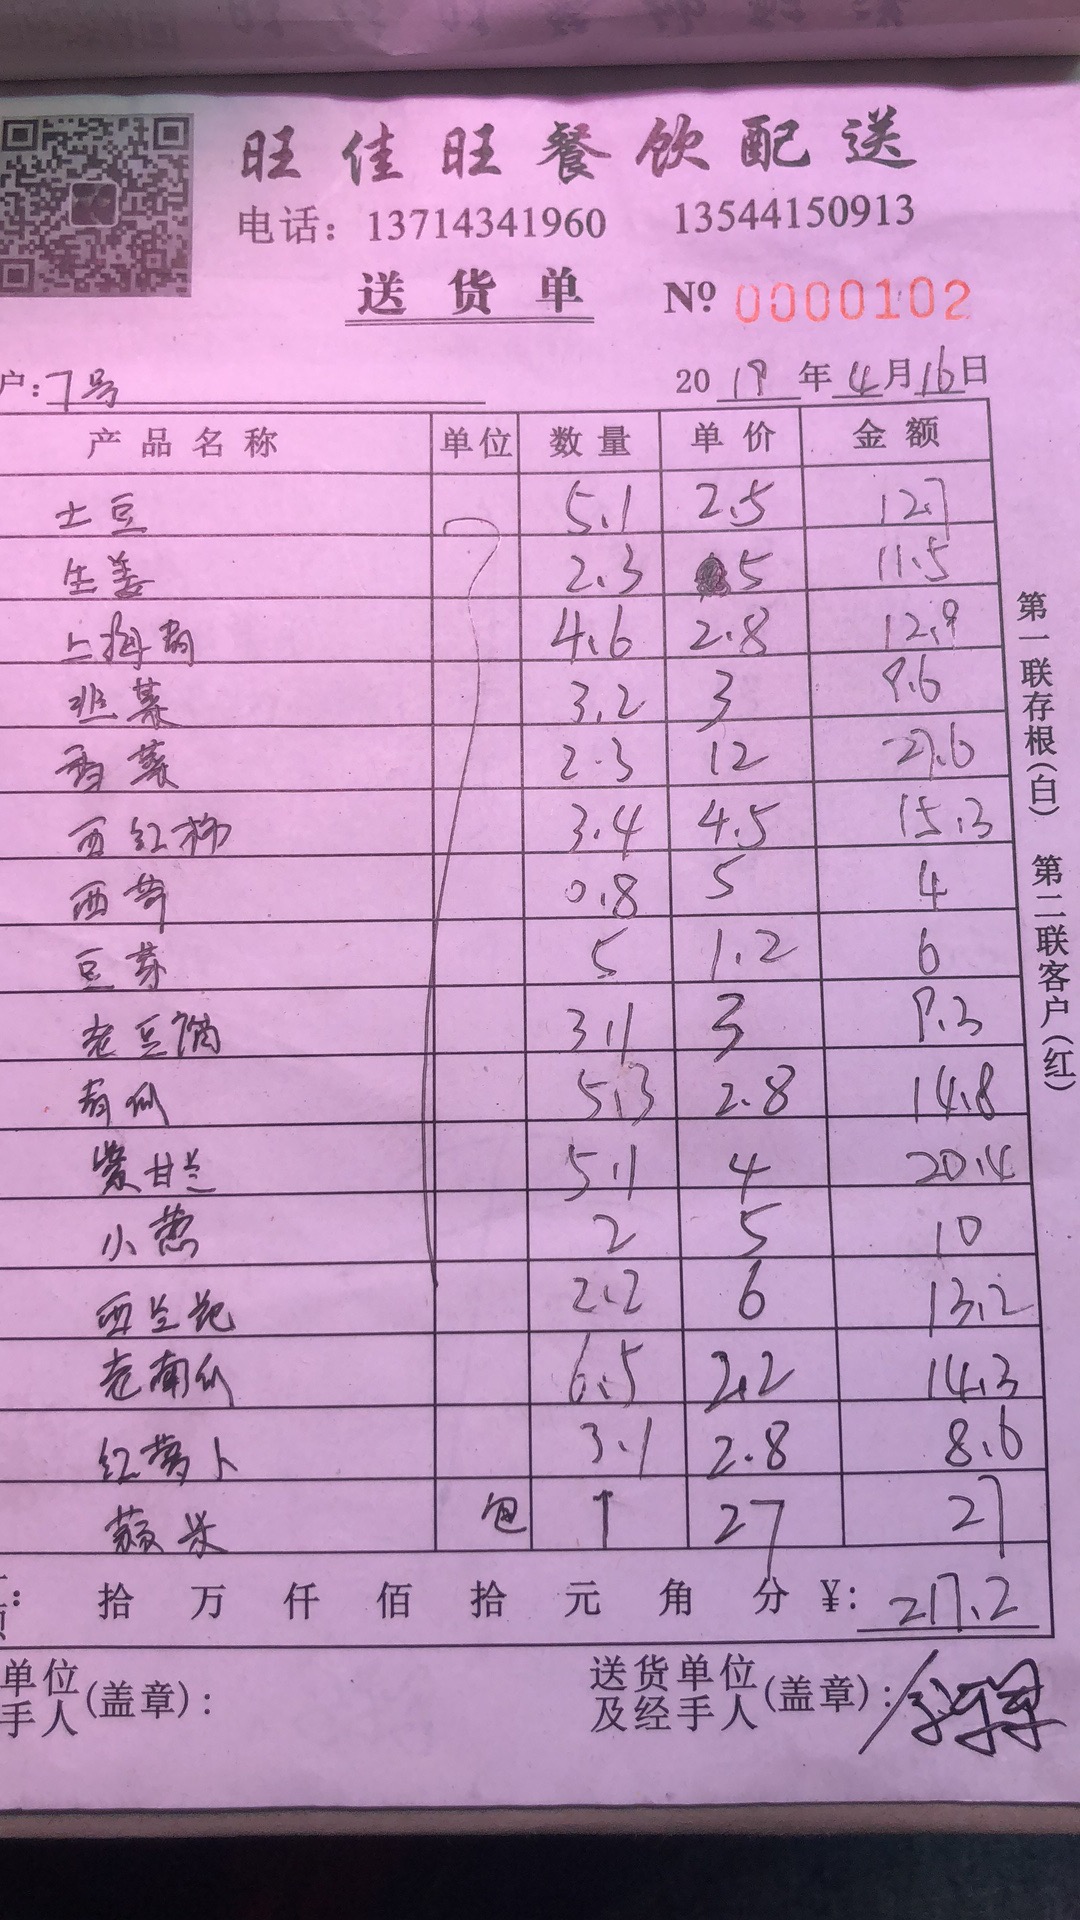 旺佳旺餐饮配送
电话：13714341960 13544150913
送货单 Nº 0000102
户：7号 2019年4月16日
产品名称 单位 数量 单价 金额
土豆 5.1 2.5 12.7
生姜 2.3 5 11.5
上海青 4.6 2.8 12.9
韭菜 3.2 3 9.6
香菜 2.3 12 27.6
西红柿 3.4 4.5 15.3
西芹 0.8 5 4
豆芽 5 1.2 6
老豆腐 3.1 3 9.3
青瓜 5.3 2.8 14.8
紫甘兰 5.1 4 20.4
小葱 2 5 10
西兰花 2.2 6 13.2
老南瓜 6.5 2.2 14.3
红萝卜 3.1 2.8 8.6
蒜米 包 1 27 27
拾 万 仟 佰 拾 元 角 分 ¥：217.2
单位 送货单位
手人(盖章)： 及经手人(盖章)：
第一联存根(白) 第二联客户(红)